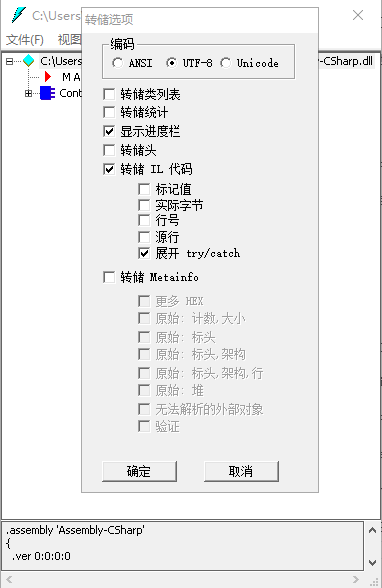 C:\Users
转储选项
文件(F) 视图
编码
ANSI UTF-8 Unicode
C:\Users y-CSharp.dll
M A
Cont
转储类列表
转储统计
显示进度栏
转储头
转储 IL 代码
标记值
实际字节
行号
源行
展开 try/catch
转储 Metainfo
更多 HEX
原始: 计数,大小
原始: 标头
原始: 标头,架构
原始: 标头,架构,行
原始: 堆
无法解析的外部对象
验证
确定 取消
.assembly 'Assembly-CSharp'
{
.ver 0:0:0:0